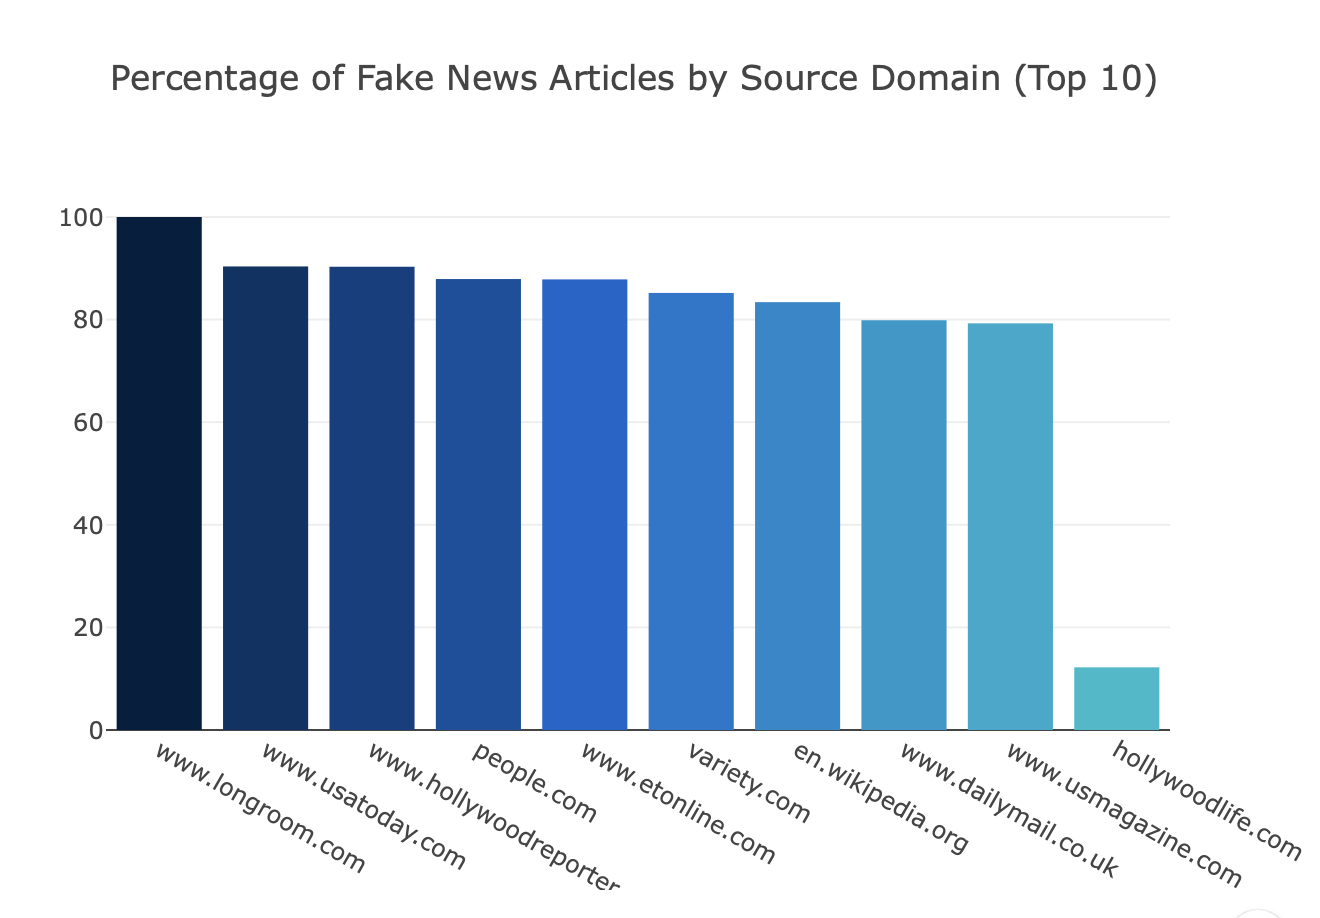 Percentage of Fake News Articles by Source Domain (Top 10)
100
80
60
40
20
0
www.longroom.com
www.usatoday.com
www.hollywoodreporter
people.com
www.etonline.com
variety.com
en.wikipedia.org
www.dailymail.co.uk
www.usmagazine.com
hollywoodlife.com